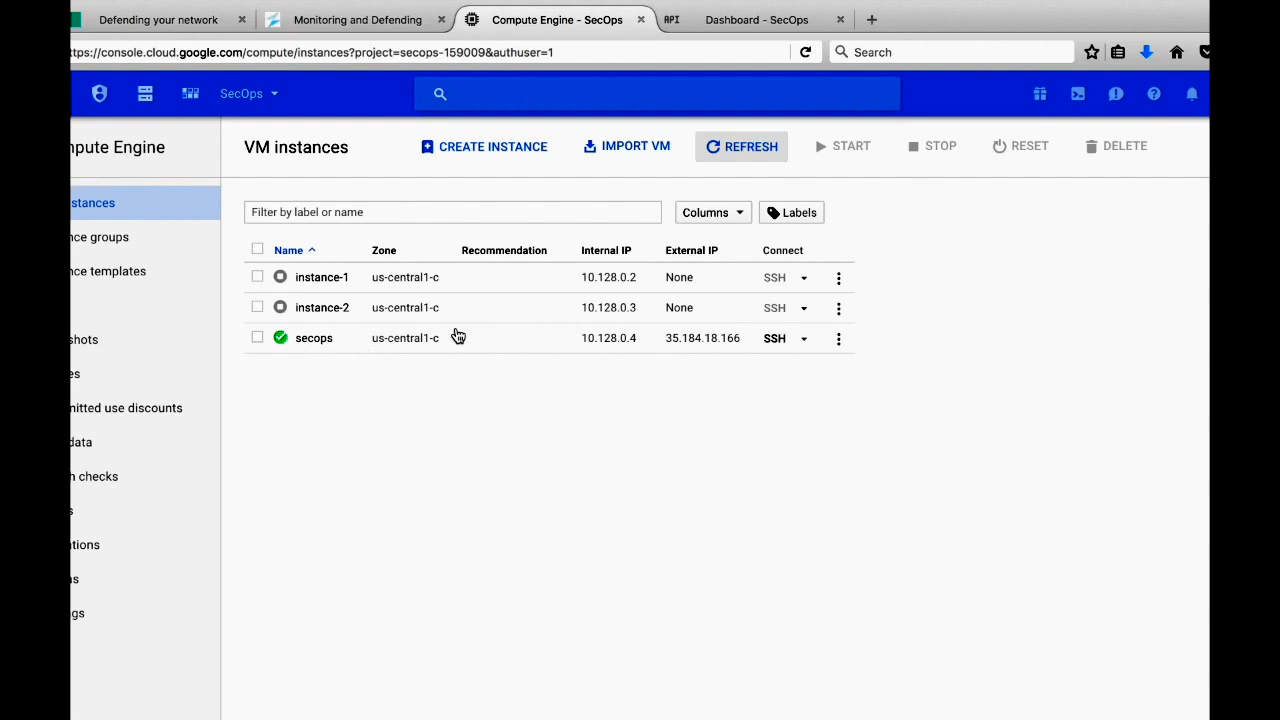 Defending your network
Monitoring and Defending
Compute Engine - SecOps
API
Dashboard - SecOps
ttps://console.cloud.google.com/compute/instances?project=secops-159009&authuser=1
Search
SecOps
mpute Engine
VM instances
CREATE INSTANCE
IMPORT VM
REFRESH
START
STOP
RESET
DELETE
stances
nce groups
nce templates
shots
es
mitted use discounts
data
h checks
s
ations
as
gs
Filter by label or name
Columns
Labels
Name Zone Recommendation Internal IP External IP Connect
instance-1 us-central1-c 10.128.0.2 None SSH
instance-2 us-central1-c 10.128.0.3 None SSH
secops us-central1-c 10.128.0.4 35.184.18.166 SSH